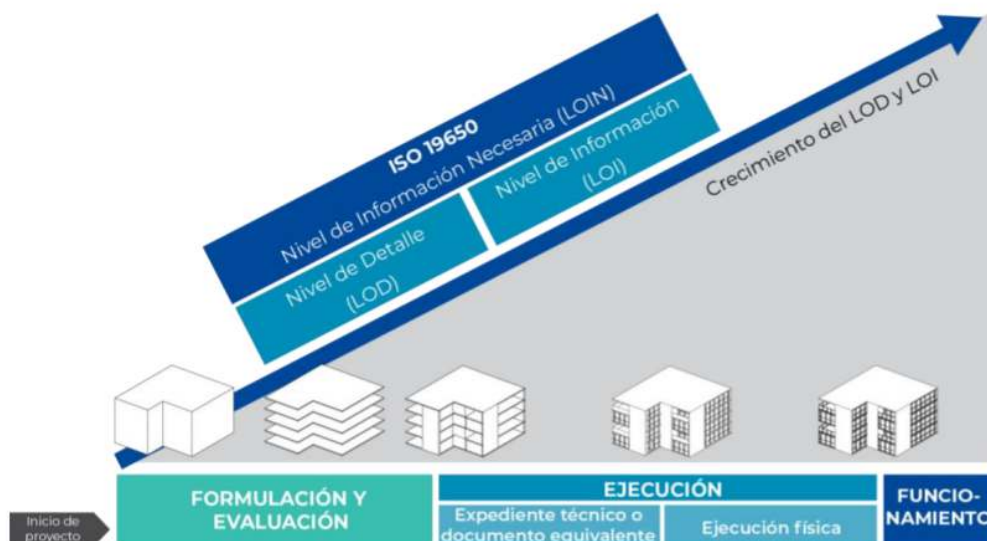 ISO 19650
Nivel de Información Necesaria (LOIN)
Nivel de Detalle
(LOD)
Nivel de Información
(LOI)
Crecimiento del LOD y LOI
Inicio de
proyecto
FORMULACIÓN Y
EVALUACIÓN
EJECUCIÓN
Expediente técnico o
documento equivalente
Ejecución física
FUNCIO-
NAMIENTO